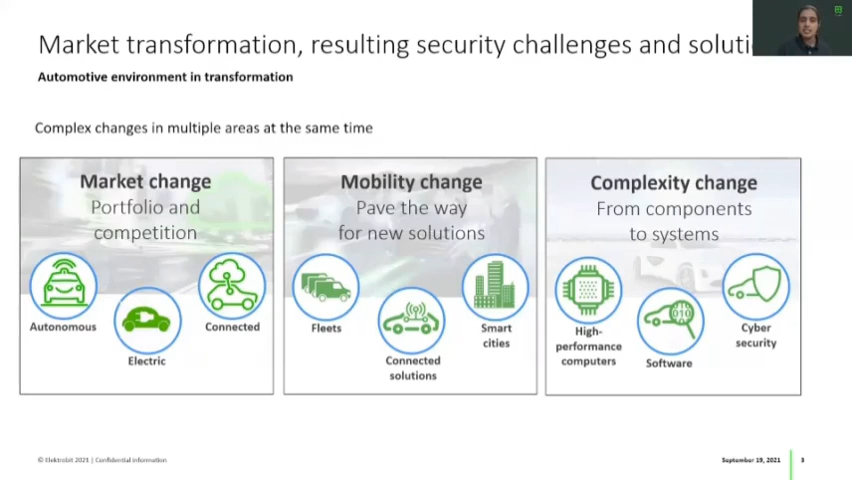 Market transformation, resulting security challenges and
Automotive environment in transformation
Complex changes in multiple areas at the same time
Market change
Portfolio and
competition
Autonomous
Electric
Connected
Mobility change
Pave the way
for new solutions
Fleets
Connected
solutions
Smart
cities
Complexity change
From components
to systems
High-
performance
computers
010
Software
Cyber
security
© Elektrobit 2021 | Confidential information
September 19, 2021
3